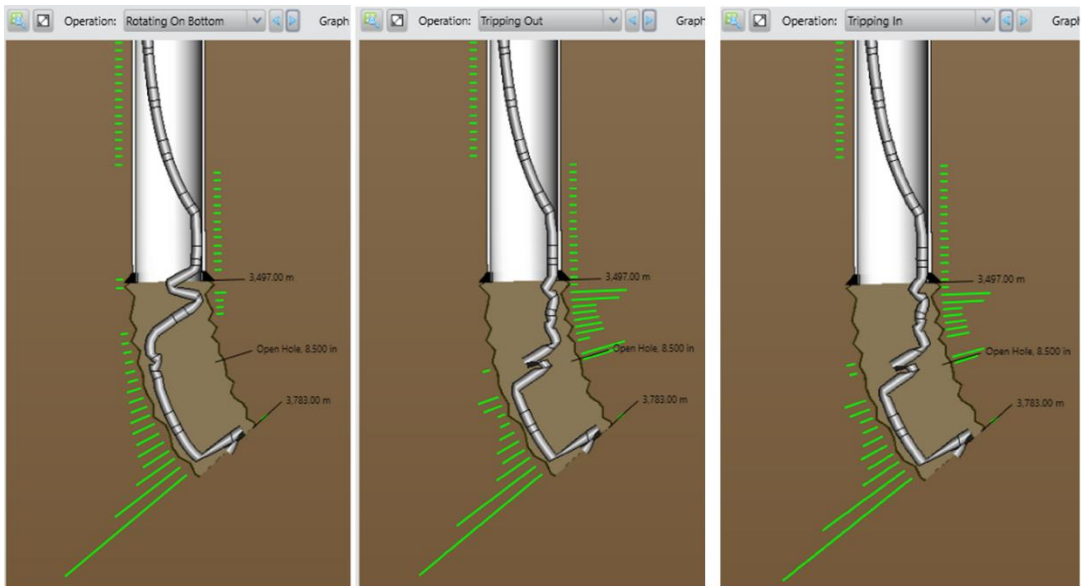 Operation: Rotating On Bottom Graph
3,497.00 m
Open Hole, 8.500 in
3,783.00 m
Operation: Tripping Out Graph
3,497.00 m
Open Hole, 8.500 in
3,783.00 m
Operation: Tripping In Graph
3,497.00 m
Open Hole, 8.500 in
3,783.00 m